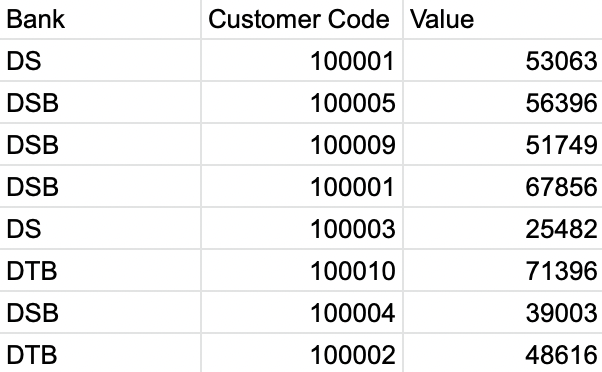 Bank Customer Code Value
DS 100001 53063
DSB 100005 56396
DSB 100009 51749
DSB 100001 67856
DS 100003 25482
DTB 100010 71396
DSB 100004 39003
DTB 100002 48616